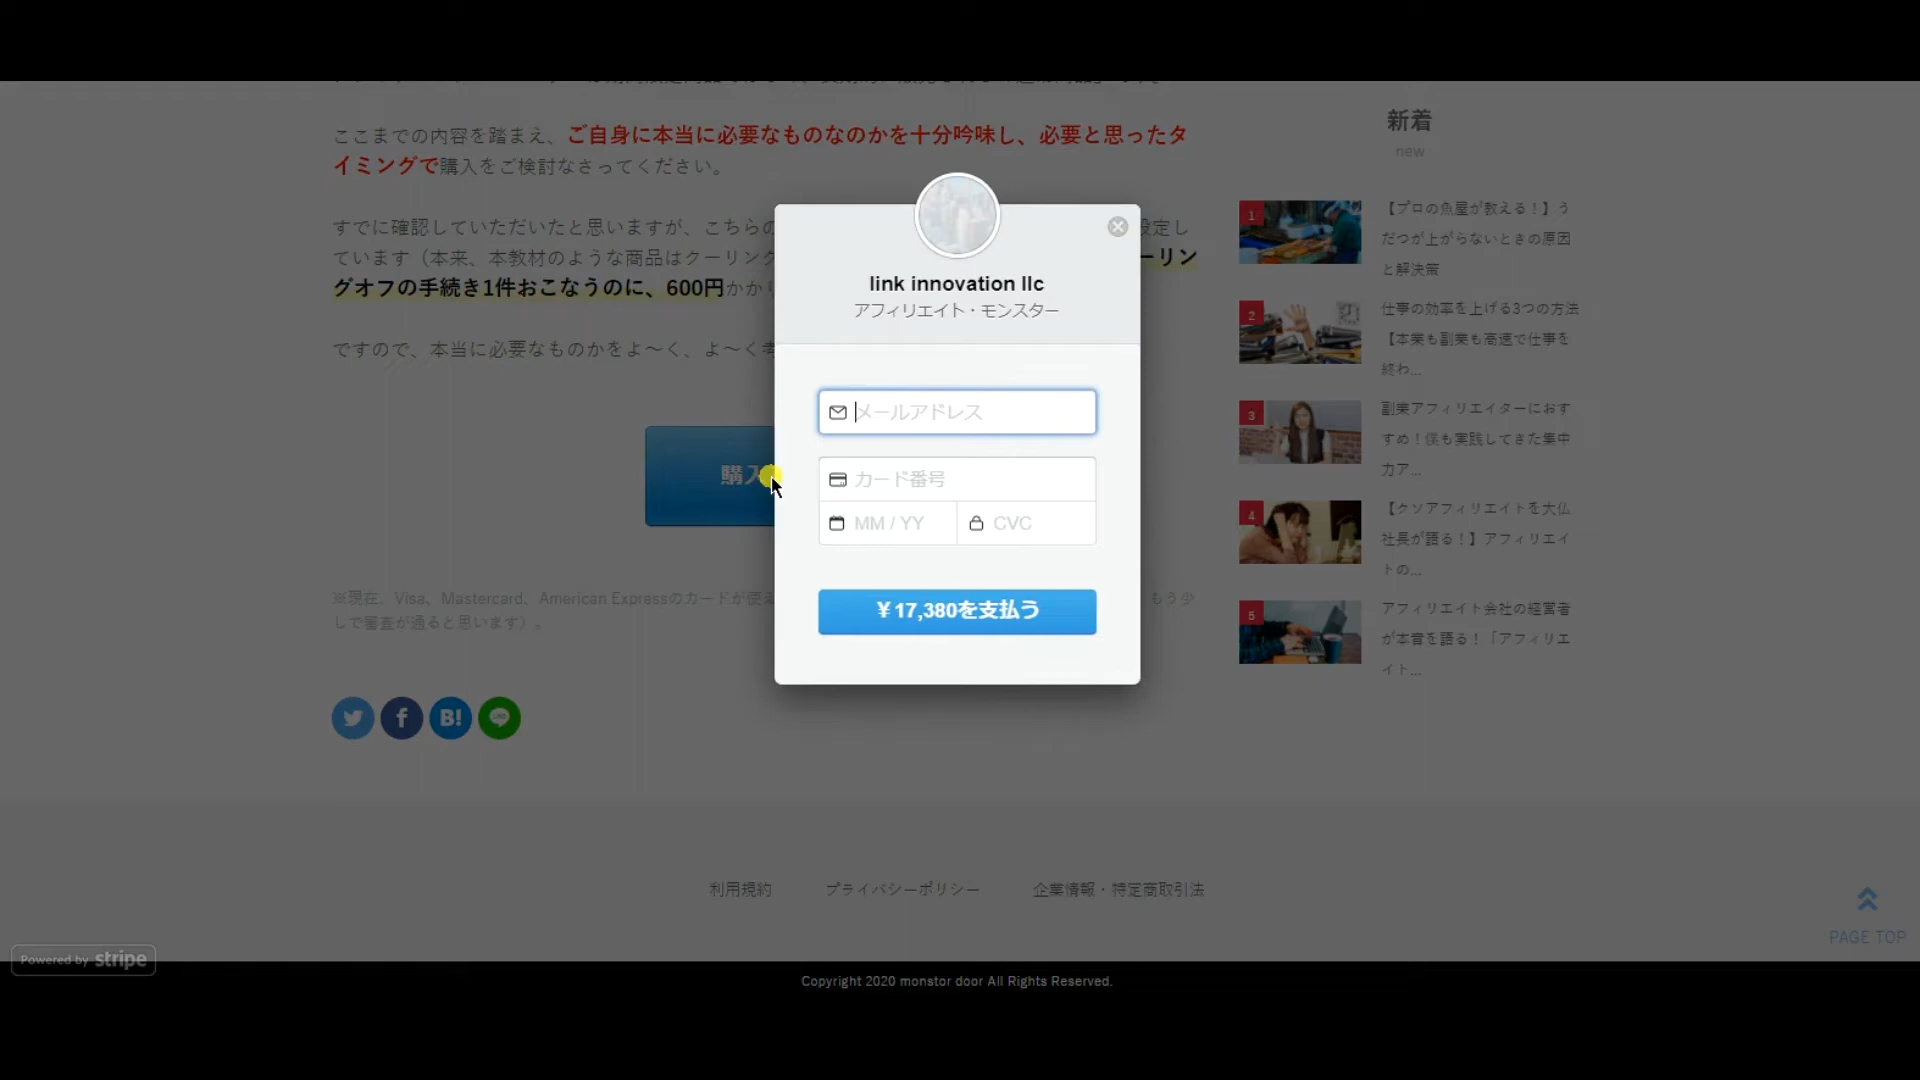 ここまでの内容を踏まえ、ご自身に本当に必要なものなのかを十分吟味し、必要と思ったタ
イミングで購入をご検討なさってください。
すでに確認していただいたと思いますが、こちらの
設定し
ています（本来、本教材のような商品はクーリング
ーリン
グオフの手続き1件おこなうのに、600円かかり
ですので、本当に必要なものかをよ〜く、よ〜く考
購入
※現在、Visa、Mastercard、American Expressのカードが使え
もう少
しで審査が通ると思います）。
link innovation llc
アフィリエイト・モンスター
メールアドレス
カード番号
MM / YY
CVC
￥17,380を支払う
新着
new
1
【プロの魚屋が教える！】う
だつが上がらないときの原因
と解決策
2
仕事の効率を上げる3つの方法
【本業も副業も高速で仕事を
終わ...
3
副業アフィリエイターにおす
すめ！僕も実践してきた集中
力ア...
4
【クソアフィリエイトを大仏
社長が語る！】アフィリエイ
トの...
5
アフィリエイト会社の経営者
が本音を語る！「アフィリエ
イト...
B!
LINE
利用規約
プライバシーポリシー
企業情報・特定商取引法
PAGE TOP
Powered by stripe
Copyright 2020 monstor door All Rights Reserved.